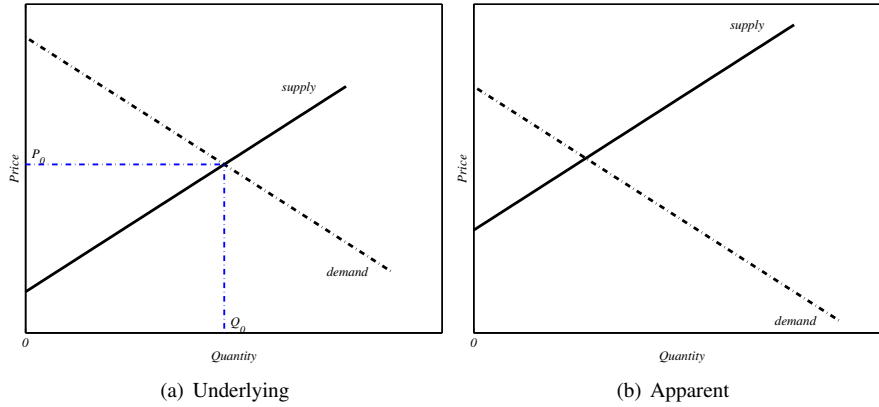 supply
P0
Price
demand
Q0
0
Quantity
(a) Underlying
supply
Price
demand
0
Quantity
(b) Apparent